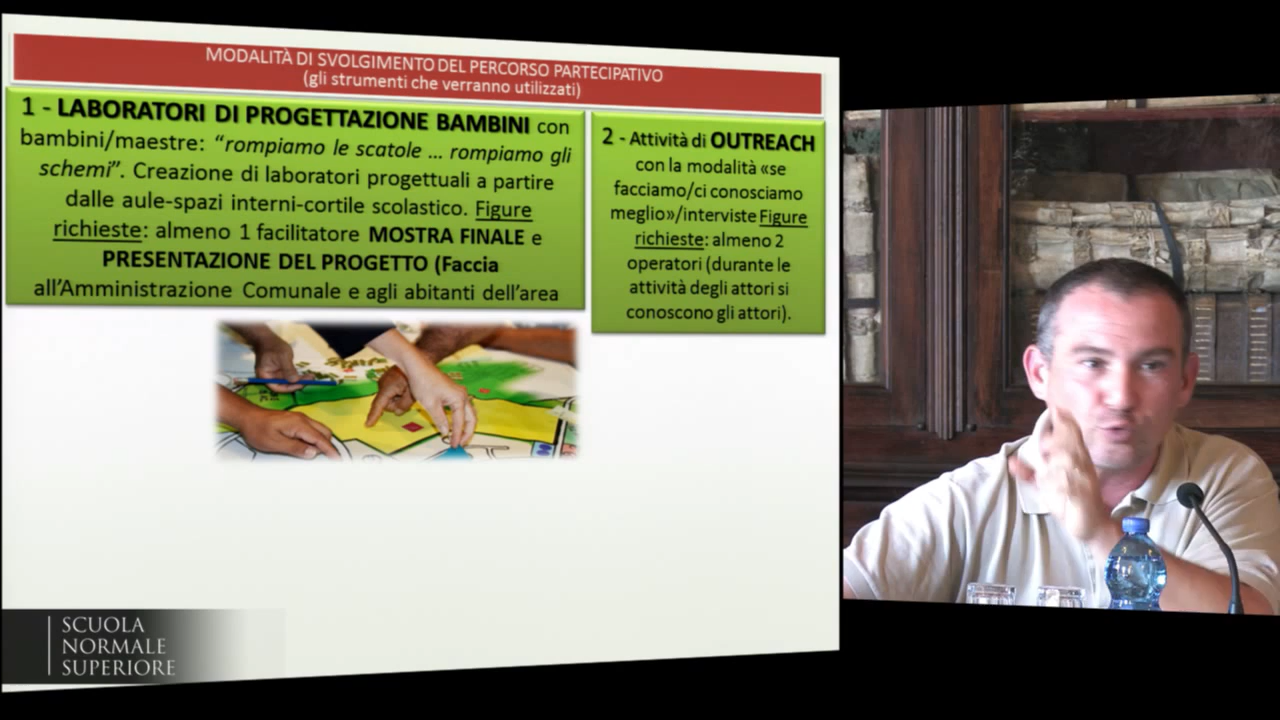 MODALITÀ DI SVOLGIMENTO DEL PERCORSO PARTECIPATIVO
(gli strumenti che verranno utilizzati)
1 - LABORATORI DI PROGETTAZIONE BAMBINI con
bambini/maestre: “rompiamo le scatole … rompiamo gli
schemi”. Creazione di laboratori progettuali a partire
dalle aule-spazi interni-cortile scolastico. Figure
richieste: almeno 1 facilitatore MOSTRA FINALE e
PRESENTAZIONE DEL PROGETTO (Faccia
all’Amministrazione Comunale e agli abitanti dell’area
2 - Attività di OUTREACH
con la modalità «se
facciamo/ci conosciamo
meglio»/interviste Figure
richieste: almeno 2
operatori (durante le
attività degli attori si
conoscono gli attori).
SCUOLA
NORMALE
SUPERIORE